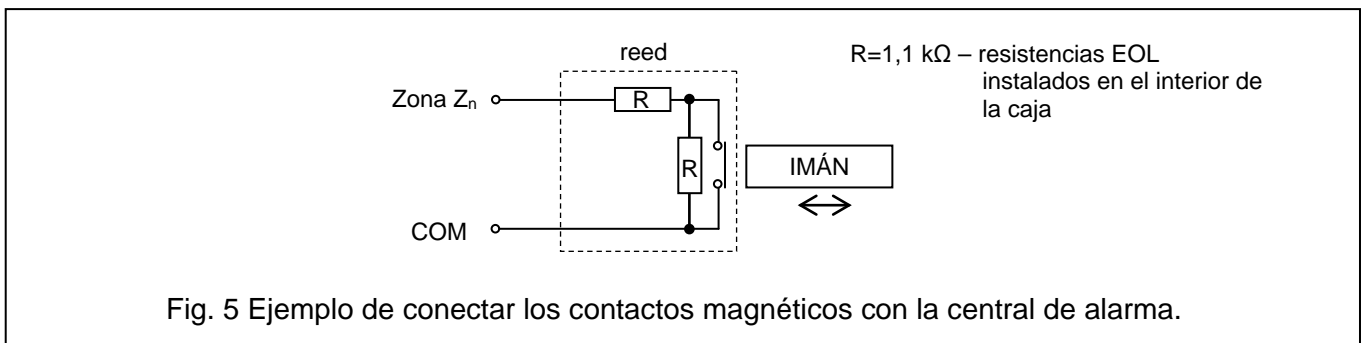 reed
R=1,1 kΩ – resistencias EOL
instalados en el interior de
la caja
Zona Zn
R
R
IMÁN
COM
Fig. 5 Ejemplo de conectar los contactos magnéticos con la central de alarma.